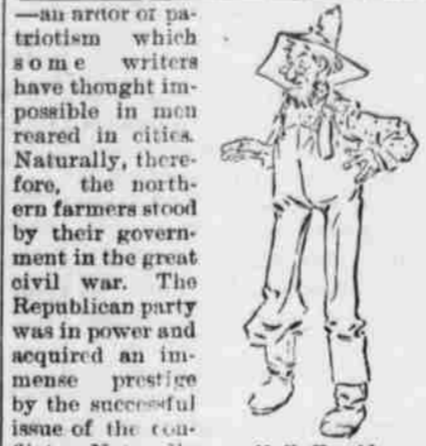 —an ardor of pa-
triotism which
some writers
have thought im-
possible in men
reared in cities.
Naturally, there-
fore, the north-
ern farmers stood
by their govern-
ment in the great
civil war. The
Republican party
was in power and
acquired an im-
mense prestige
by the successful
issue of the con-